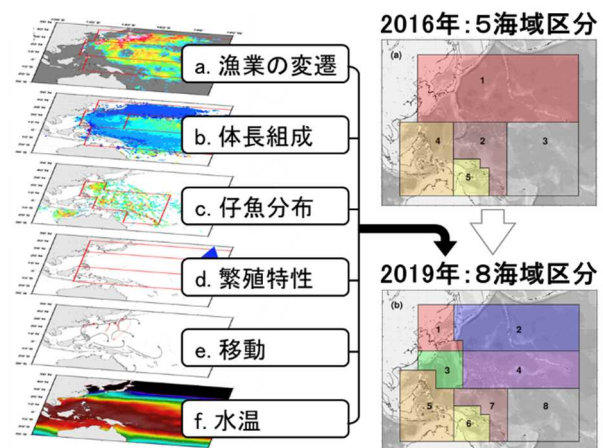 2016年：5海域区分
(a)
1
2
3
4
5
a. 漁業の変遷
b. 体長組成
c. 仔魚分布
d. 繁殖特性
e. 移動
f. 水温
2019年：8海域区分
(b)
1
2
3
4
5
6
7
8